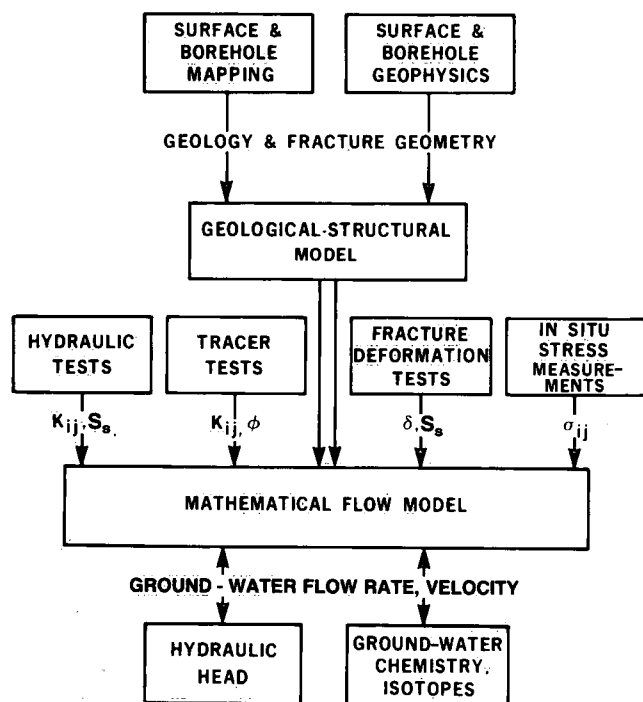 SURFACE &
BOREHOLE
MAPPING
SURFACE &
BOREHOLE
GEOPHYSICS
GEOLOGY & FRACTURE GEOMETRY
GEOLOGICAL-STRUCTURAL
MODEL
HYDRAULIC
TESTS
TRACER
TESTS
FRACTURE
DEFORMATION
TESTS
IN SITU
STRESS
MEASURE-
MENTS
Kij, Ss
Kij, ϕ
δ, Ss
σij
MATHEMATICAL FLOW MODEL
GROUND-WATER FLOW RATE, VELOCITY
HYDRAULIC
HEAD
GROUND-WATER
CHEMISTRY,
ISOTOPES